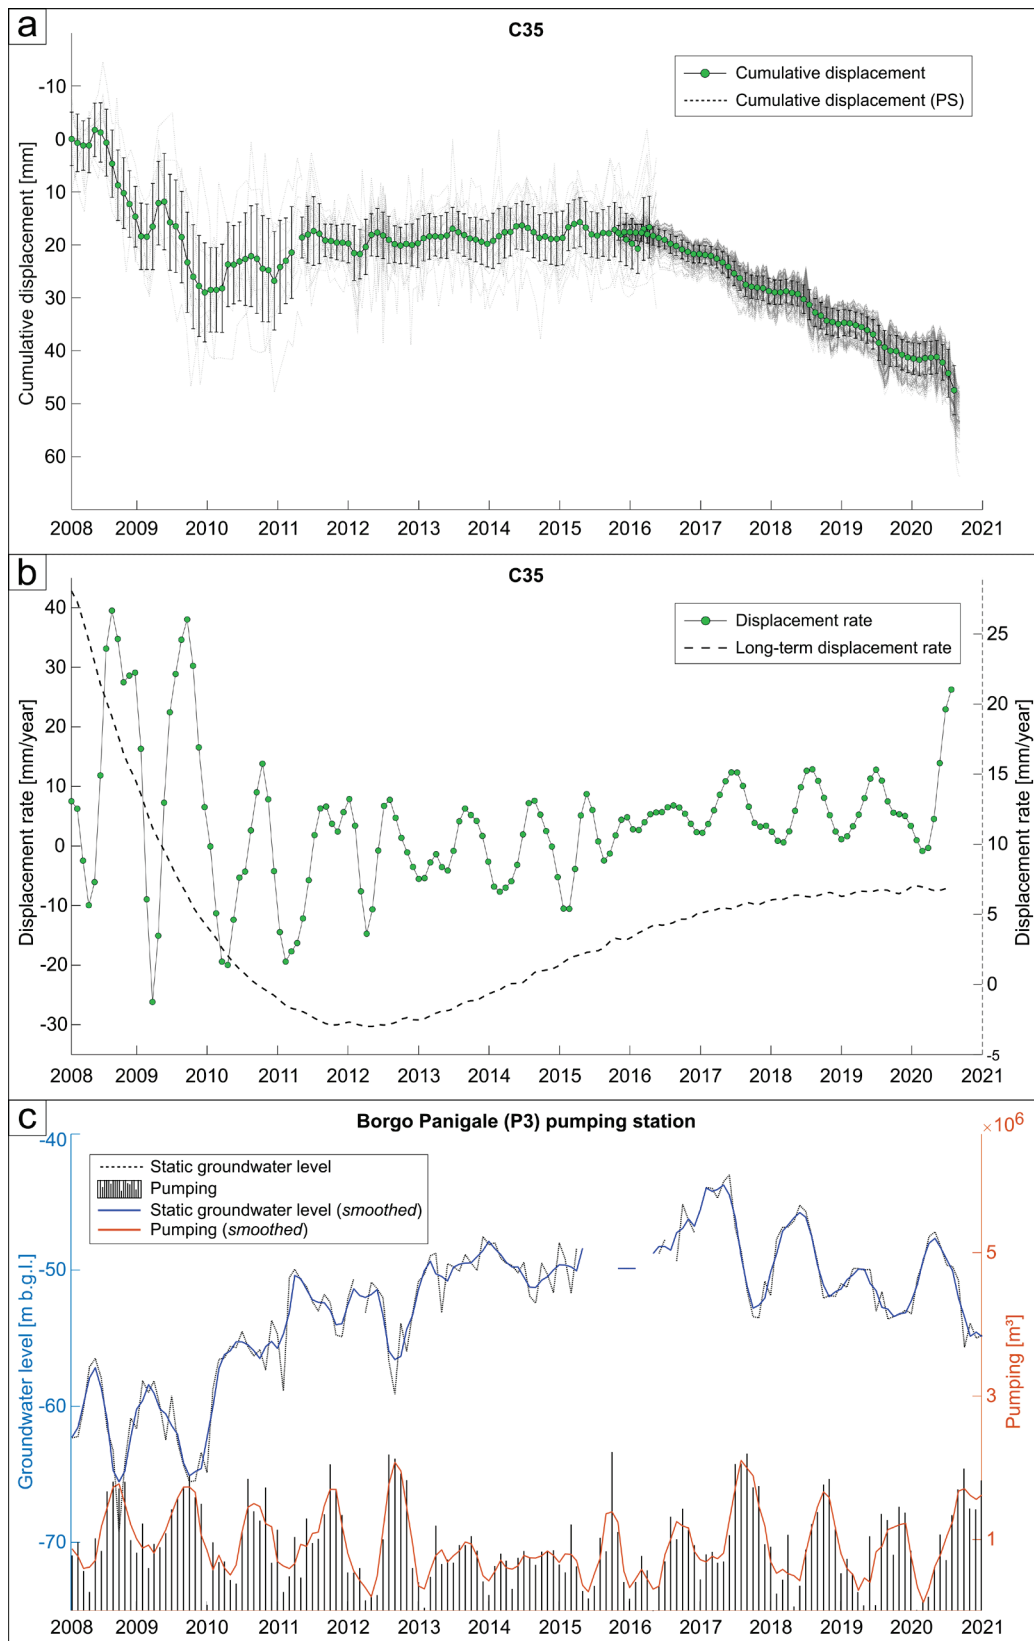 a
C35
Cumulative displacement
Cumulative displacement (PS)
Cumulative displacement [mm]
-10
0
10
20
30
40
50
60
2008 2009 2010 2011 2012 2013 2014 2015 2016 2017 2018 2019 2020 2021
b
C35
Displacement rate
Long-term displacement rate
Displacement rate [mm/year]
40
30
20
10
0
-10
-20
-30
Displacement rate [mm/year]
25
20
15
10
5
0
-5
2008 2009 2010 2011 2012 2013 2014 2015 2016 2017 2018 2019 2020 2021
c
Borgo Panigale (P3) pumping station
×10⁶
Static groundwater level
Pumping
Static groundwater level (smoothed)
Pumping (smoothed)
Groundwater level [m b.g.l.]
-40
-50
-60
-70
Pumping [m³]
5
3
1
2008 2009 2010 2011 2012 2013 2014 2015 2016 2017 2018 2019 2020 2021